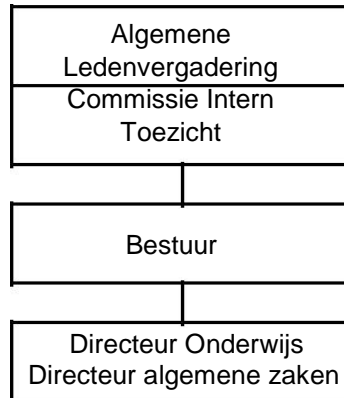 Algemene
Ledenvergadering
Commissie Intern
Toezicht
Bestuur
Directeur Onderwijs
Directeur algemene zaken